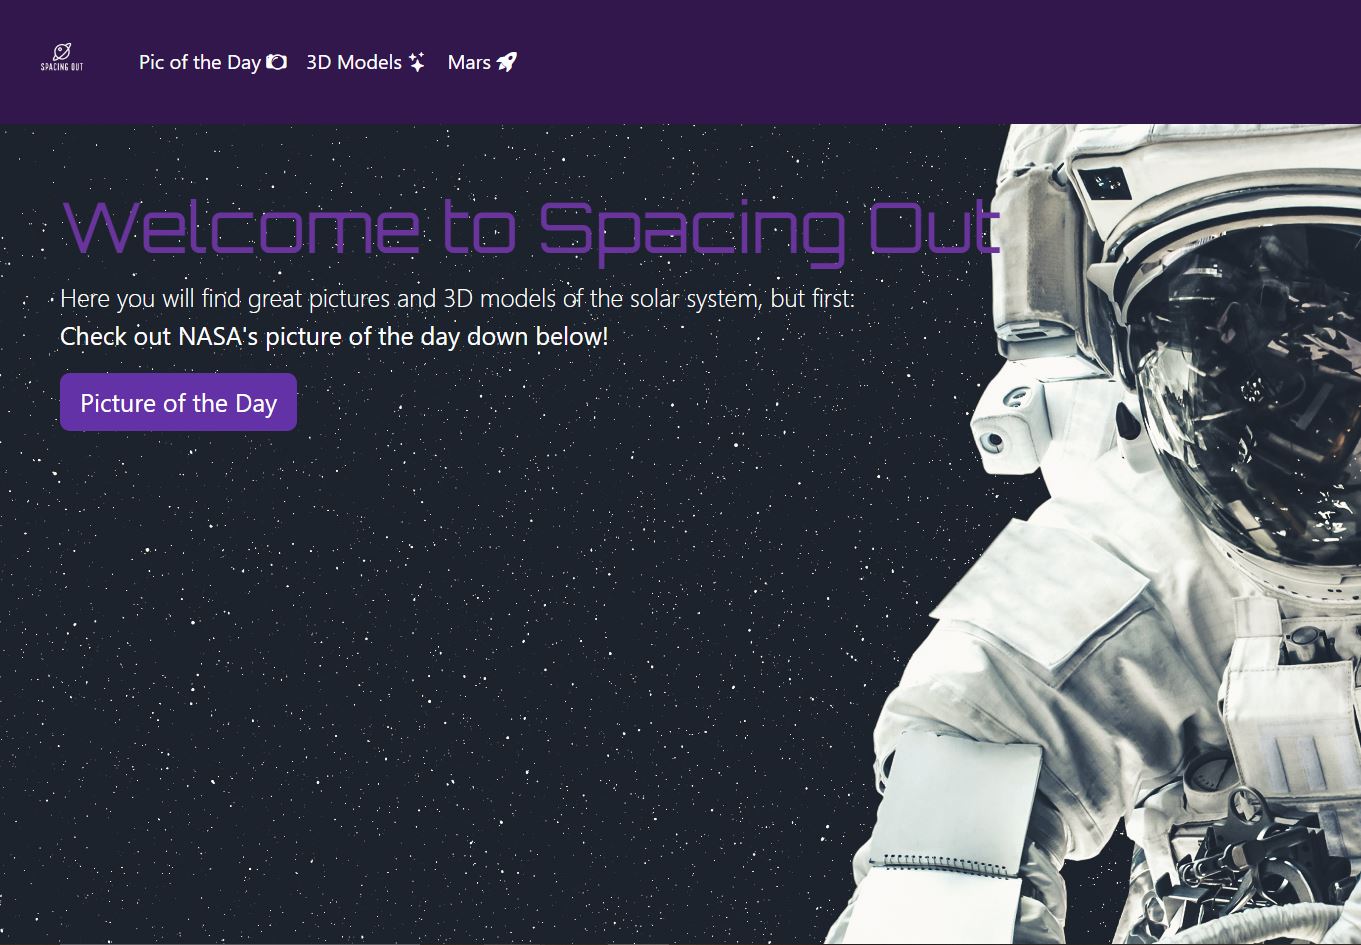 SPACING OUT
Pic of the Day
3D Models
Mars
Welcome to Spacing Out
Here you will find great pictures and 3D models of the solar system, but first:
Check out NASA's picture of the day down below!
Picture of the Day